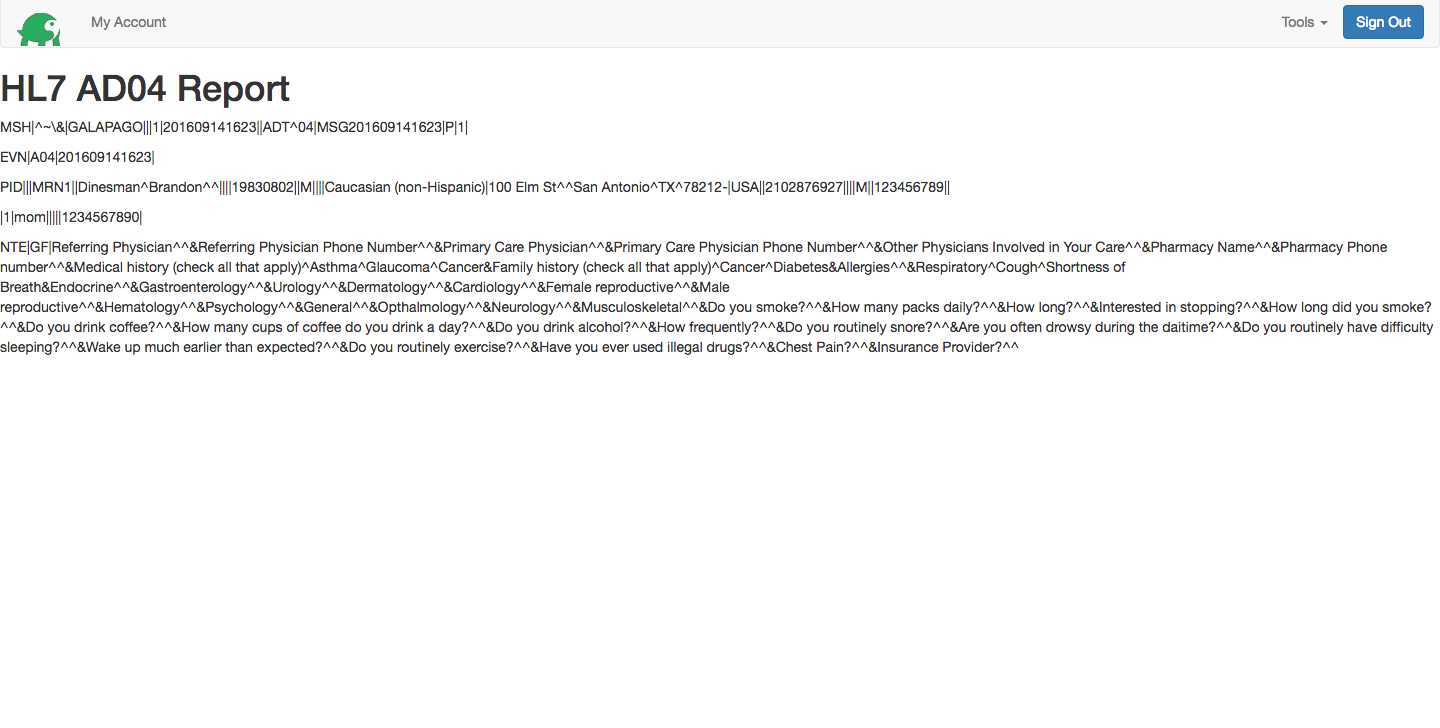 My Account
Tools
Sign Out
HL7 AD04 Report
MSH|^~\&|GALAPAGO|||1|201609141623||ADT^04|MSG201609141623|P|1|
EVN|A04|201609141623|
PID|||MRN1||Dinesman^Brandon^^||||19830802||M||||Caucasian (non-Hispanic)|100 Elm St^^San Antonio^TX^78212-|USA||2102876927||||M||123456789||
|1|mom|||||1234567890|
NTE|GF|Referring Physician^^&Referring Physician Phone Number^^&Primary Care Physician^^&Primary Care Physician Phone Number^^&Other Physicians Involved in Your Care^^&Pharmacy Name^^&Pharmacy Phone
number^^&Medical history (check all that apply)^Asthma^Glaucoma^Cancer&Family history (check all that apply)^Cancer^Diabetes&Allergies^^&Respiratory^Cough^Shortness of
Breath&Endocrine^^&Gastroenterology^^&Urology^^&Dermatology^^&Cardiology^^&Female reproductive^^&Male
reproductive^^&Hematology^^&Psychology^^&General^^&Opthalmology^^&Neurology^^&Musculoskeletal^^&Do you smoke?^^&How many packs daily?^^&How long?^^&Interested in stopping?^^&How long did you smoke?
^^&Do you drink coffee?^^&How many cups of coffee do you drink a day?^^&Do you drink alcohol?^^&How frequently?^^&Do you routinely snore?^^&Are you often drowsy during the daitime?^^&Do you routinely have difficulty
sleeping?^^&Wake up much earlier than expected?^^&Do you routinely exercise?^^&Have you ever used illegal drugs?^^&Chest Pain?^^&Insurance Provider?^^